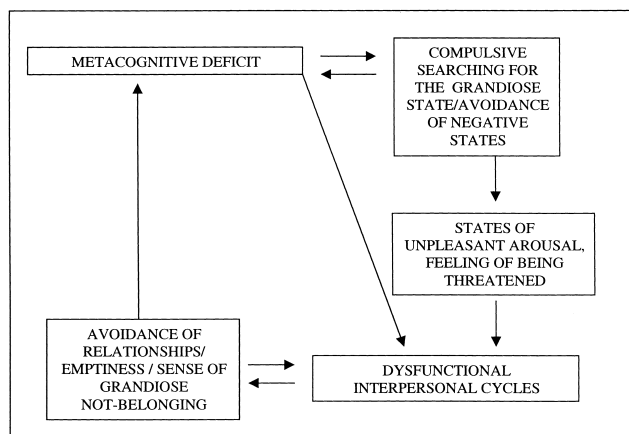 METACOGNITIVE DEFICIT
COMPULSIVE
SEARCHING FOR
THE GRANDIOSE
STATE/AVOIDANCE
OF NEGATIVE
STATES
STATES OF
UNPLEASANT AROUSAL,
FEELING OF BEING
THREATENED
AVOIDANCE OF
RELATIONSHIPS/
EMPTINESS / SENSE OF
GRANDIOSE
NOT-BELONGING
DYSFUNCTIONAL
INTERPERSONAL CYCLES